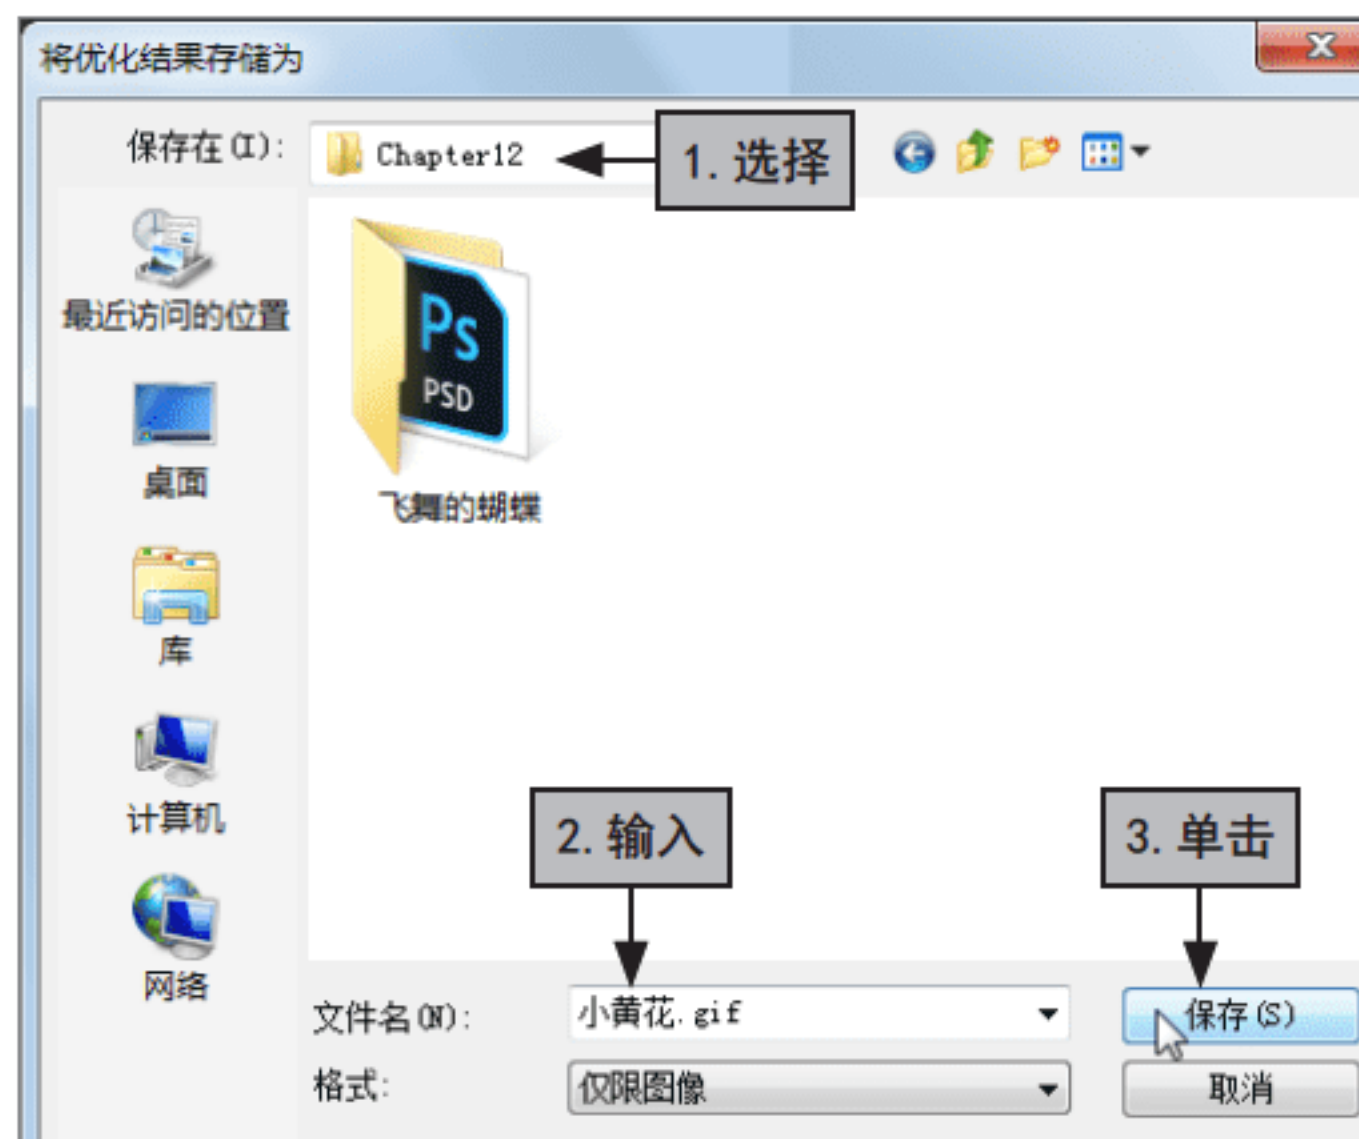 将优化结果存储为
保存在(I):
Chapter12
1. 选择
最近访问的位置
Ps
PSD
飞舞的蝴蝶
桌面
库
计算机
2. 输入
3. 单击
网络
文件名(N):
小黄花.gif
保存(S)
格式:
仅限图像
取消